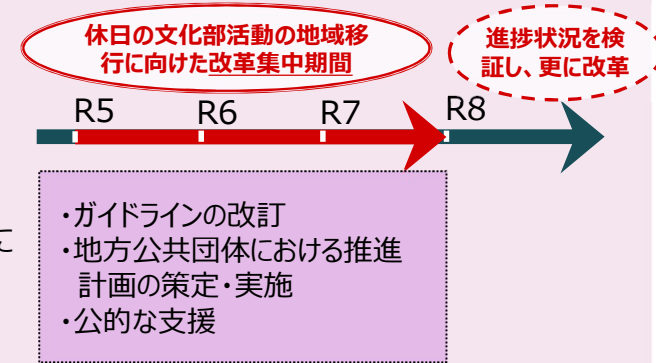 休日の文化部活動の地域移
行に向けた改革集中期間
進捗状況を検
証し、更に改革
R5 R6 R7 R8
に
・ガイドラインの改訂
・地方公共団体における推進
計画の策定・実施
・公的な支援